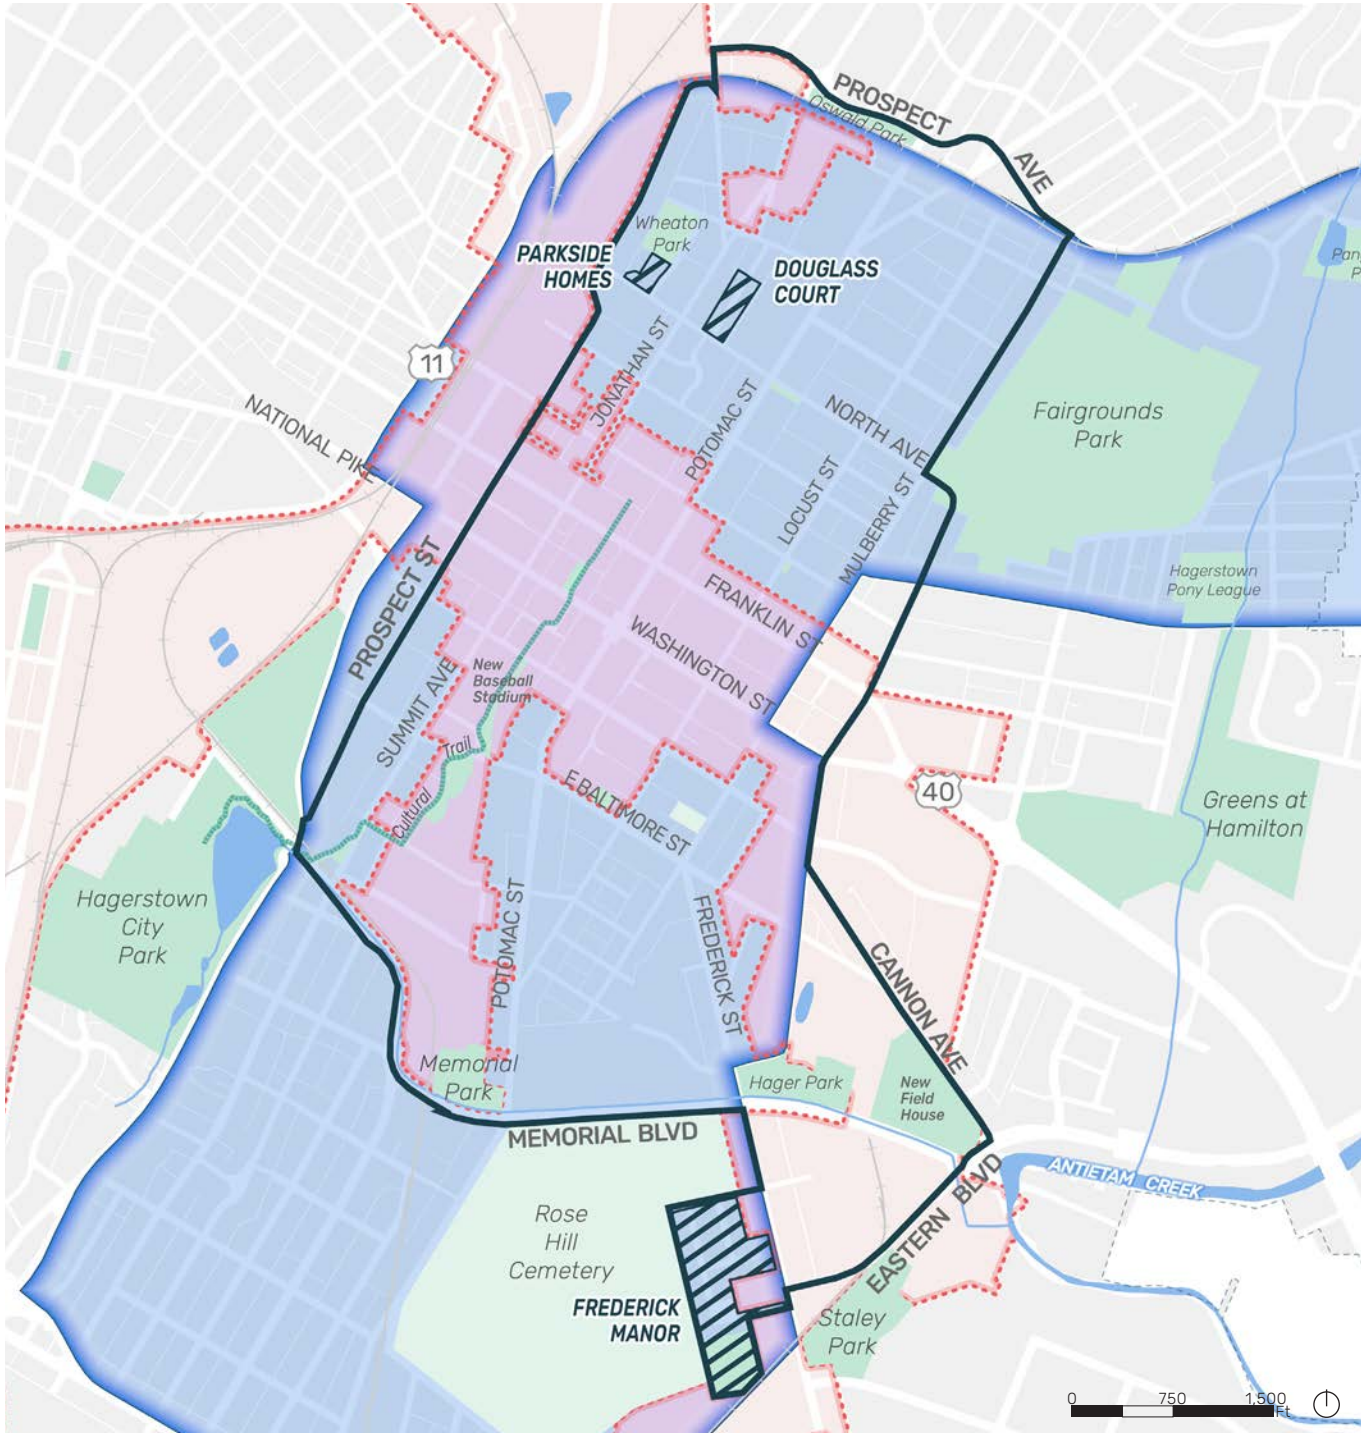 PROSPECT
AVE
Oswald Park
Wheaton
Park
PARKSIDE
HOMES
DOUGLASS
COURT
11
JONATHAN ST
NATIONAL PIKE
POTOMAC ST
NORTH AVE
Fairgrounds
Park
LOCUST ST
MULBERRY ST
PROSPECT ST
FRANKLIN ST
Hagerstown
Pony League
WASHINGTON ST
New
Baseball
Stadium
SUMMIT AVE
Trail
Cultural
E BALTIMORE ST
40
Greens at
Hamilton
Hagerstown
City
Park
POTOMAC ST
FREDERICK ST
CANNON AVE
Memorial
Park
Hager Park
New
Field
House
MEMORIAL BLVD
ANTIETAM CREEK
EASTERN BLVD
Rose
Hill
Cemetery
FREDERICK
MANOR
Staley
Park
0 750 1,500
Ft